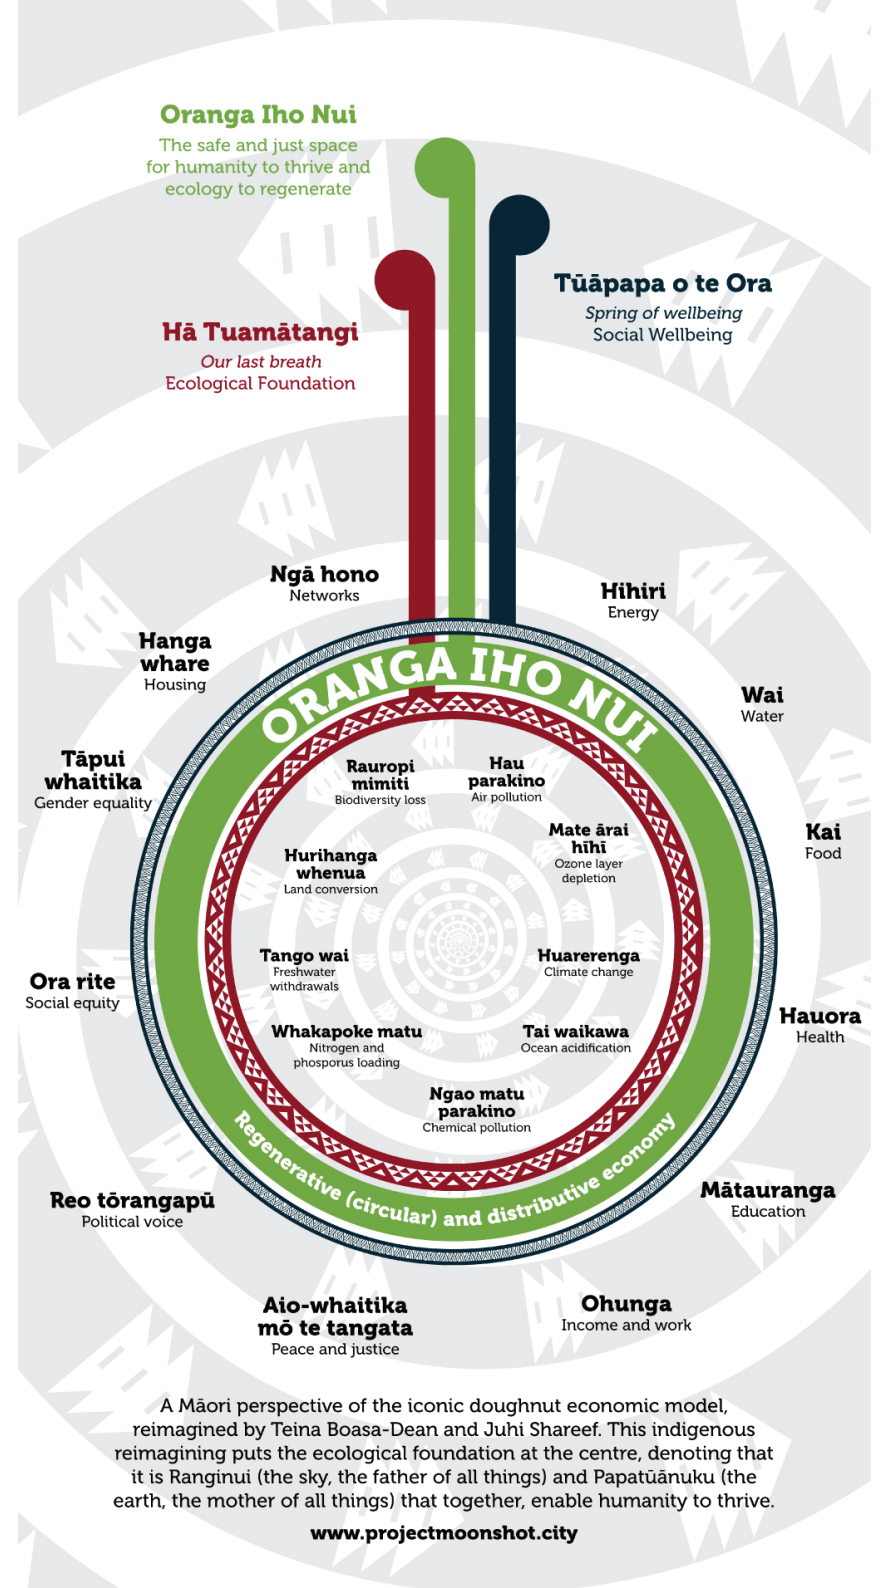 Oranga Iho Nui
The safe and just space
for humanity to thrive and
ecology to regenerate
Tūāpapa o te Ora
Spring of wellbeing
Social Wellbeing
Hā Tuamātangi
Our last breath
Ecological Foundation
Ngā hono
Networks
Hihiri
Energy
Hanga
whare
Housing
Wai
Water
Tāpui
whaitika
Gender equality
Kai
Food
Ora rite
Social equity
Hauora
Health
Reo tōrangapū
Political voice
Mātauranga
Education
Aio-whaitika
mō te tangata
Peace and justice
Ohunga
Income and work
ORANGA IHO NUI
Rauropi
mimiti
Biodiversity loss
Hau
parakino
Air pollution
Mate ārai
hīhī
Ozone layer
depletion
Hurihanga
whenua
Land conversion
Tango wai
Freshwater
withdrawals
Huarerenga
Climate change
Whakapoke matu
Nitrogen and
phosporus loading
Tai waikawa
Ocean acidification
Ngao matu
parakino
Chemical pollution
Regenerative (circular) and distributive economy
A Māori perspective of the iconic doughnut economic model,
reimagined by Teina Boasa-Dean and Juhi Shareef. This indigenous
reimagining puts the ecological foundation at the centre, denoting that
it is Ranginui (the sky, the father of all things) and Papatūānuku (the
earth, the mother of all things) that together, enable humanity to thrive.
www.projectmoonshot.city